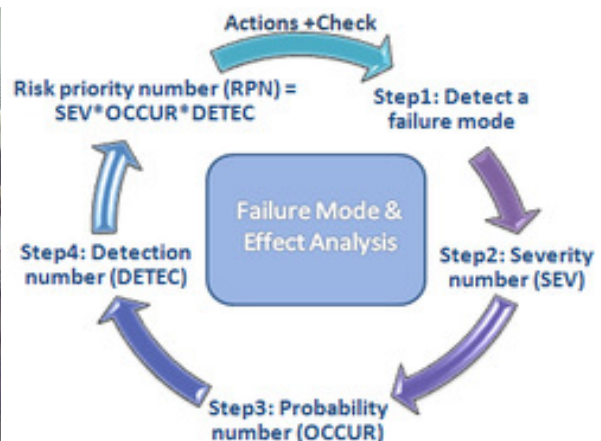 Actions +Check
Risk priority number (RPN) =
SEV*OCCUR*DETEC
Step1: Detect a
failure mode
Failure Mode &
Effect Analysis
Step2: Severity
number (SEV)
Step3: Probability
number (OCCUR)
Step4: Detection
number (DETEC)